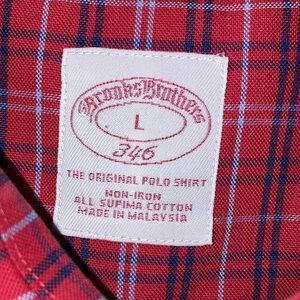 Brooks Brothers
L
346
THE ORIGINAL POLO SHIRT
NON-IRON
ALL SUPIMA COTTON
MADE IN MALAYSIA